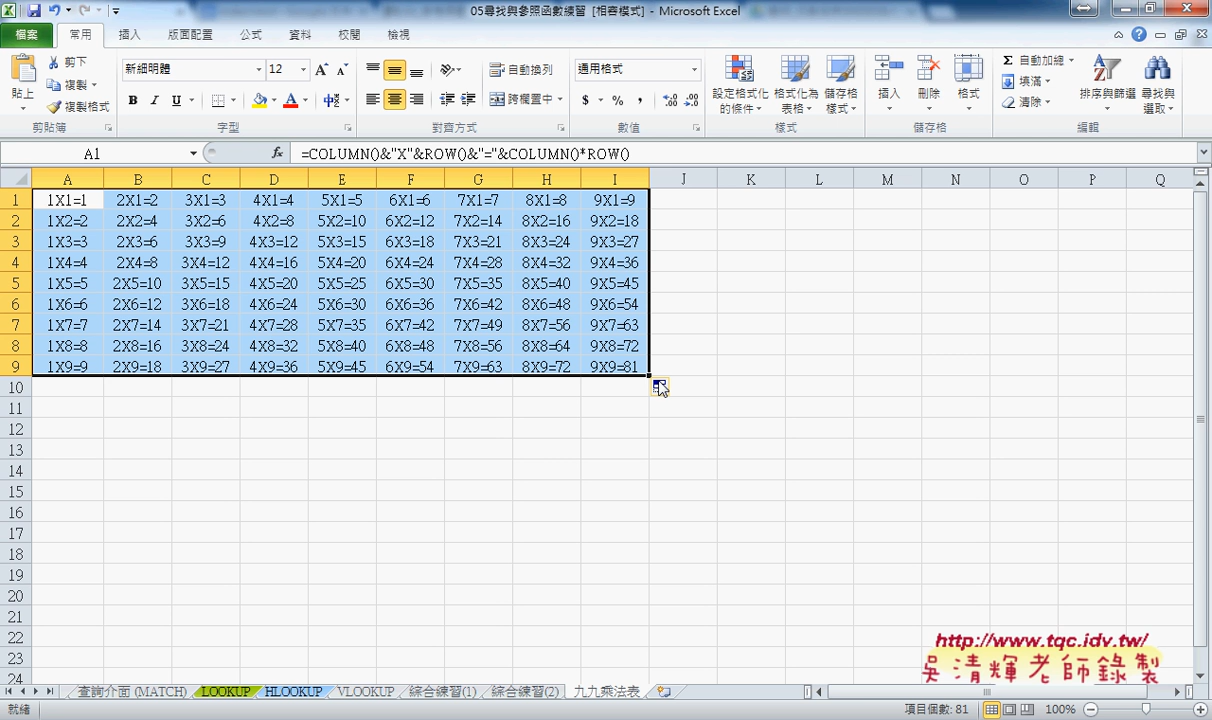 05尋找與參照函數練習 [相容模式] - Microsoft Excel
檔案 常用 插入 版面配置 公式 資料 校閱 檢視
貼上 剪下 複製 複製格式 剪貼簿
新細明體 12 B I U A 字型
自動換列 跨欄置中 對齊方式
通用格式 $ % , 數值
設定格式化的條件 格式化為表格 儲存格樣式 樣式
插入 刪除 格式 儲存格
Σ 自動加總 填滿 清除 排序與篩選 尋找與選取 編輯
A1 fx =COLUMN()&"X"&ROW()&"="&COLUMN()*ROW()
A B C D E F G H I J K L M N O P Q
1 1X1=1 2X1=2 3X1=3 4X1=4 5X1=5 6X1=6 7X1=7 8X1=8 9X1=9
2 1X2=2 2X2=4 3X2=6 4X2=8 5X2=10 6X2=12 7X2=14 8X2=16 9X2=18
3 1X3=3 2X3=6 3X3=9 4X3=12 5X3=15 6X3=18 7X3=21 8X3=24 9X3=27
4 1X4=4 2X4=8 3X4=12 4X4=16 5X4=20 6X4=24 7X4=28 8X4=32 9X4=36
5 1X5=5 2X5=10 3X5=15 4X5=20 5X5=25 6X5=30 7X5=35 8X5=40 9X5=45
6 1X6=6 2X6=12 3X6=18 4X6=24 5X6=30 6X6=36 7X6=42 8X6=48 9X6=54
7 1X7=7 2X7=14 3X7=21 4X7=28 5X7=35 6X7=42 7X7=49 8X7=56 9X7=63
8 1X8=8 2X8=16 3X8=24 4X8=32 5X8=40 6X8=48 7X8=56 8X8=64 9X8=72
9 1X9=9 2X9=18 3X9=27 4X9=36 5X9=45 6X9=54 7X9=63 8X9=72 9X9=81
10
11
12
13
14
15
16
17
18
19
20
21
22
23
24
http://www.tqc.idv.tw/
吳清輝老師錄製
查詢介面 (MATCH) LOOKUP HLOOKUP VLOOKUP 綜合練習(1) 綜合練習(2) 九九乘法表
就緒 項目個數: 81 100%